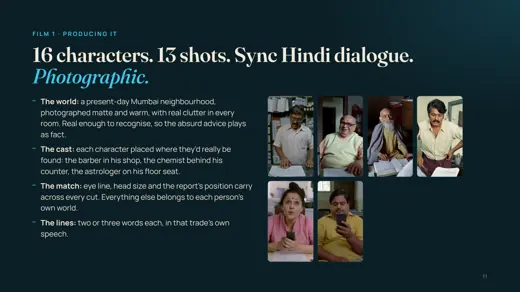 FILM 1 · PRODUCING IT
16 characters. 13 shots. Sync Hindi dialogue.
Photographic.
– The world: a present-day Mumbai neighbourhood,
photographed matte and warm, with real clutter in every
room. Real enough to recognise, so the absurd advice plays
as fact.
– The cast: each character placed where they'd really be
found: the barber in his shop, the chemist behind his
counter, the astrologer on his floor seat.
– The match: eye line, head size and the report's position carry
across every cut. Everything else belongs to each person's
own world.
– The lines: two or three words each, in that trade's own
speech.
11